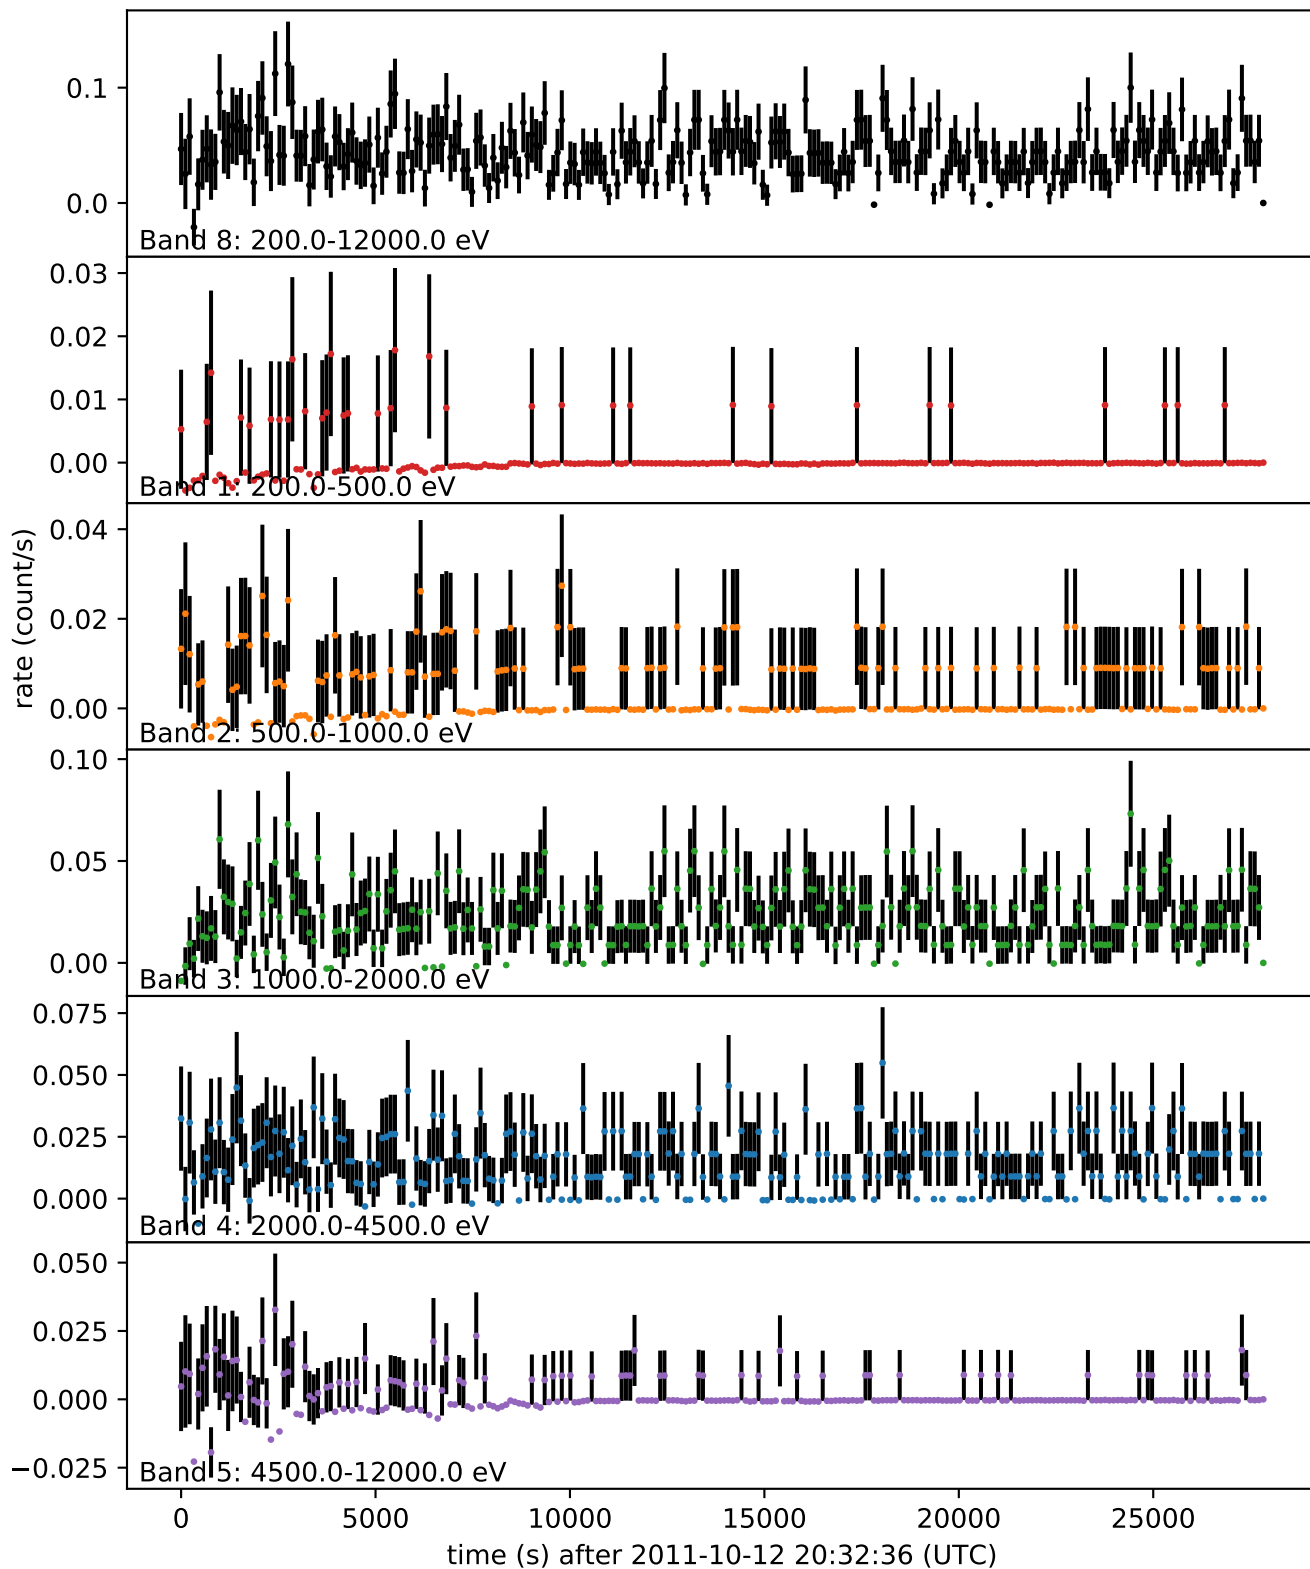 0.1
0.0
Band 8: 200.0-12000.0 eV
0.03
0.02
0.01
0.00
Band 1: 200.0-500.0 eV
0.04
0.02
0.00
Band 2: 500.0-1000.0 eV
rate (count/s)
0.10
0.05
0.00
Band 3: 1000.0-2000.0 eV
0.075
0.050
0.025
0.000
Band 4: 2000.0-4500.0 eV
0.050
0.025
0.000
−0.025
Band 5: 4500.0-12000.0 eV
0 5000 10000 15000 20000 25000
time (s) after 2011-10-12 20:32:36 (UTC)